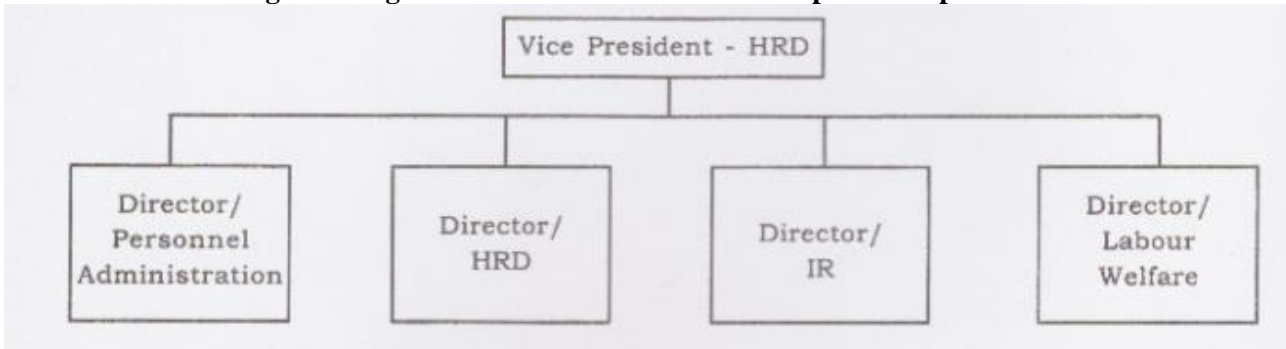 Vice President - HRD
Director/
Personnel
Administration
Director/
HRD
Director/
IR
Director/
Labour
Welfare